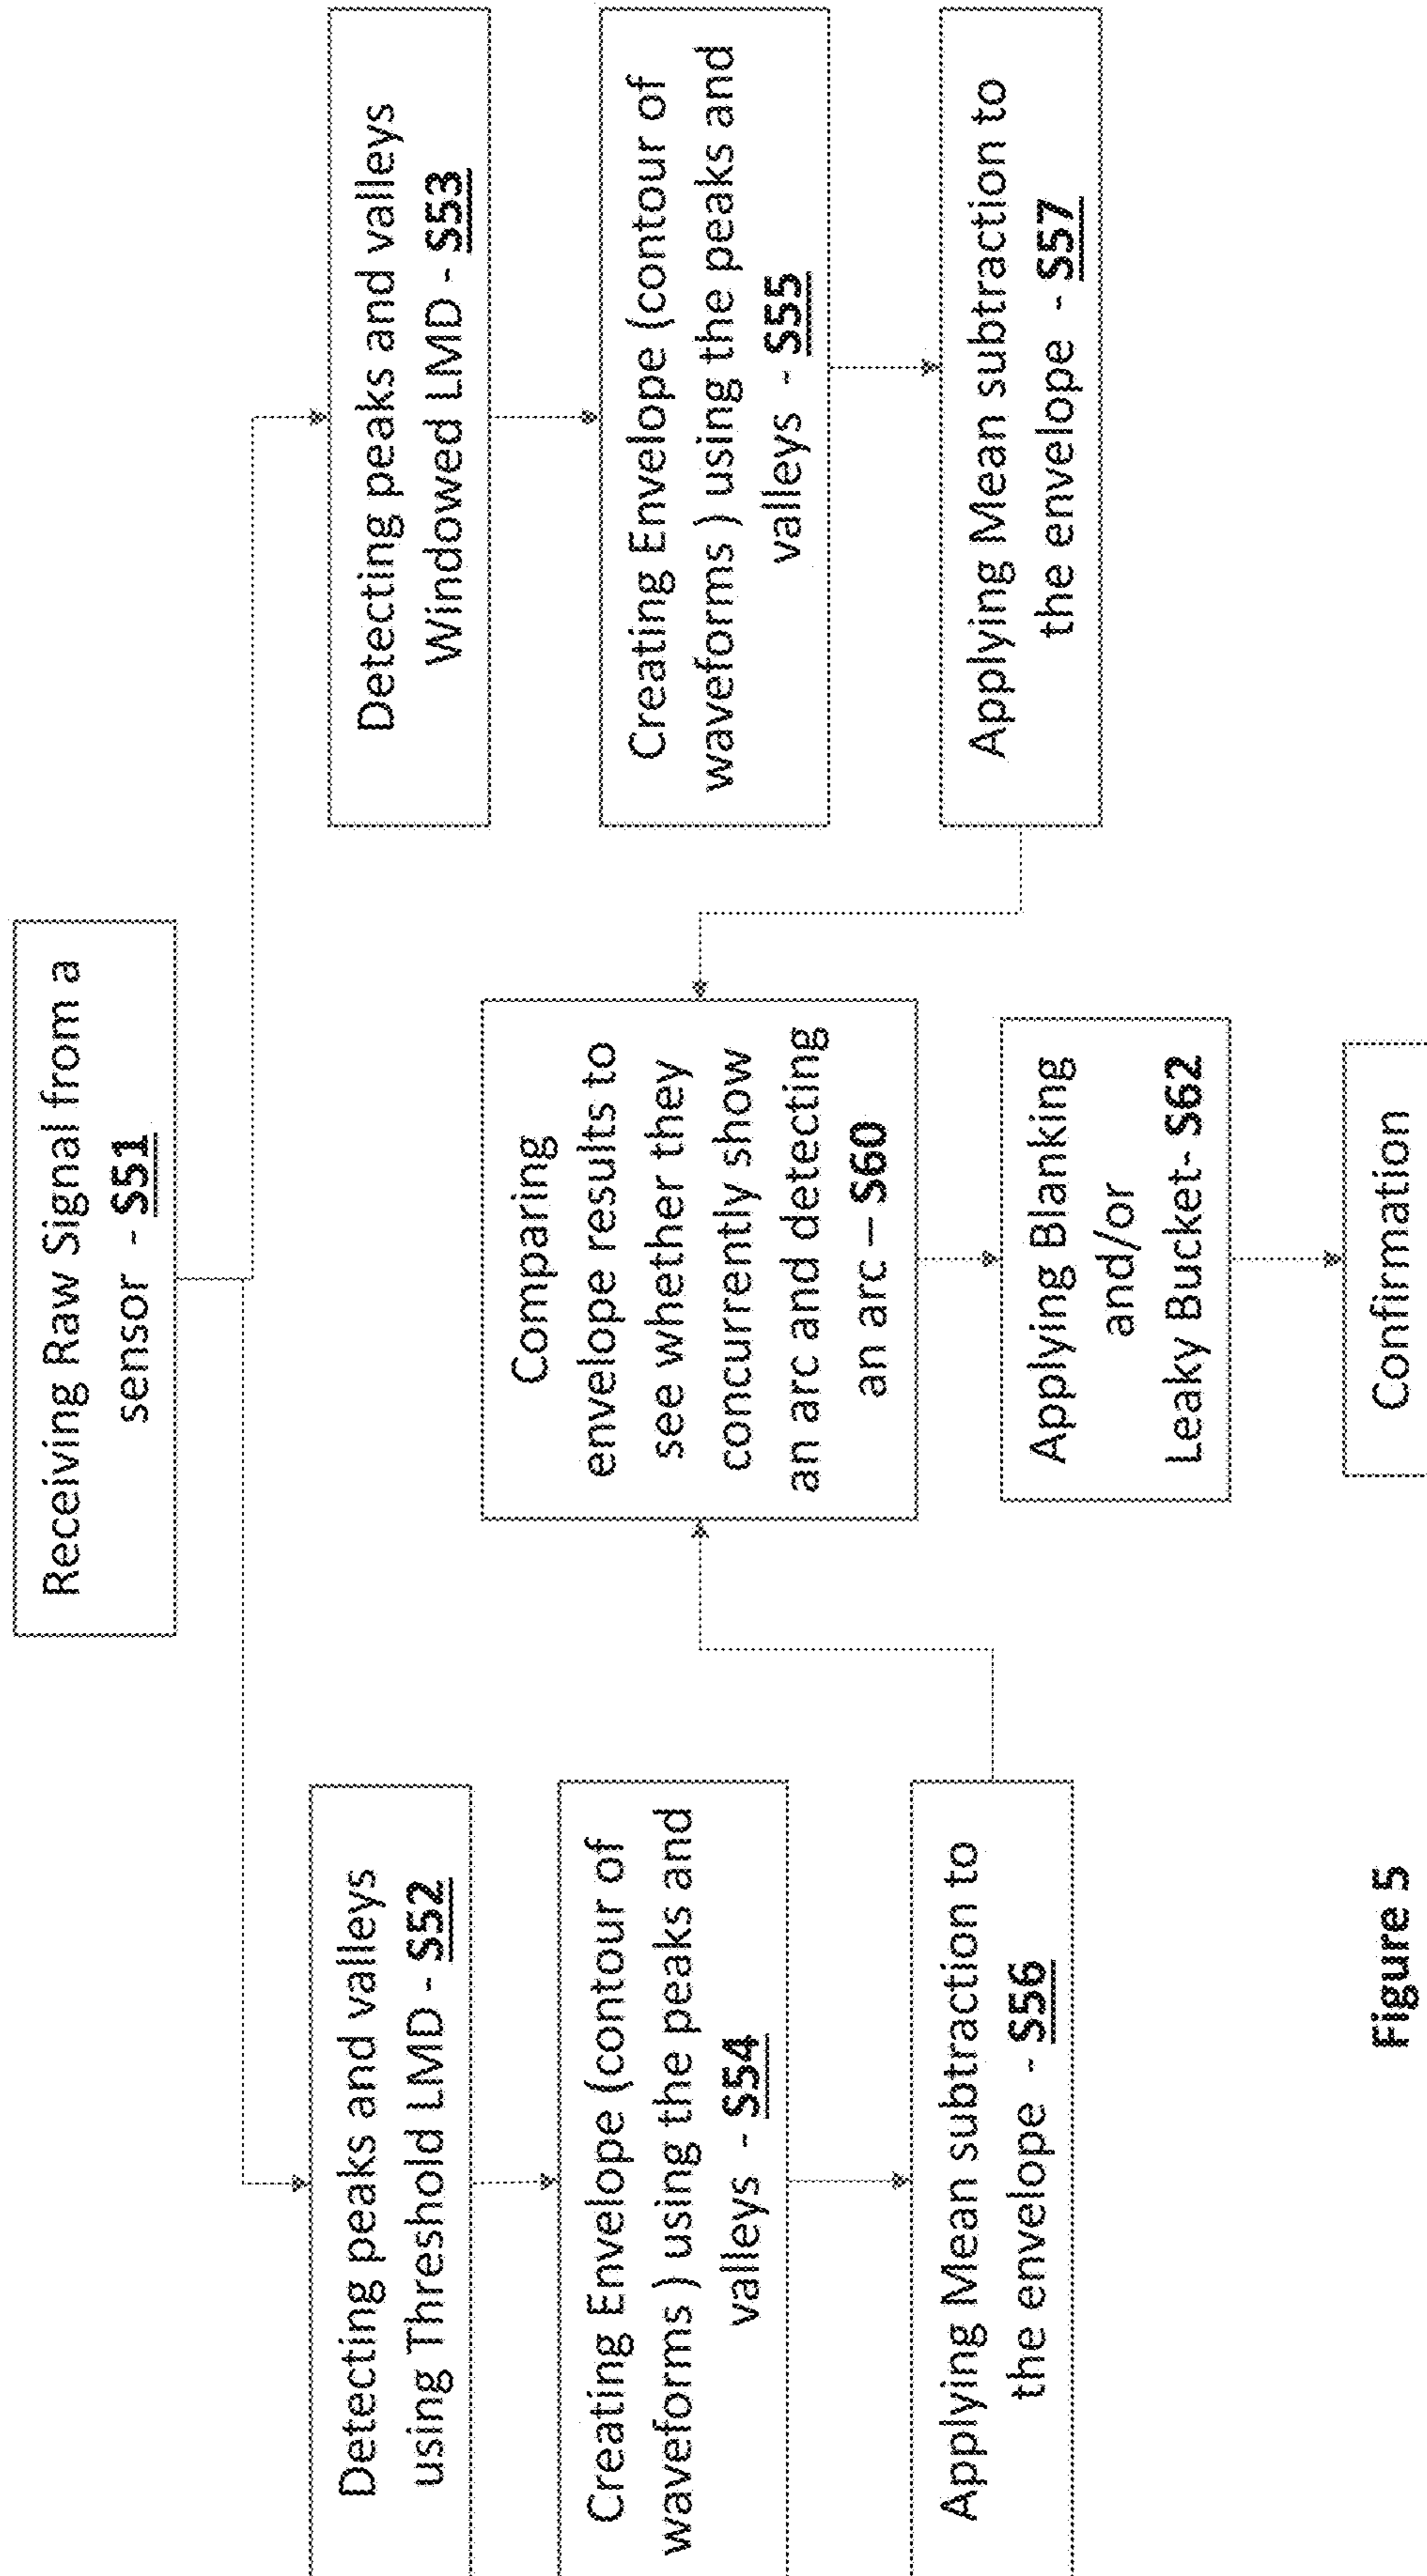 Receiving Raw Signal from a
sensor - S51
Detecting peaks and valleys
using Threshold LMD - S52
Creating Envelope (contour of
waveforms ) using the peaks and
valleys - S54
Applying Mean subtraction to
the envelope - S56
Detecting peaks and valleys
Windowed LMD - S53
Creating Envelope (contour of
waveforms ) using the peaks and
valleys - S55
Applying Mean subtraction to
the envelope - S57
Comparing
envelope results to
see whether they
concurrently show
an arc and detecting
an arc – S60
Applying Blanking
and/or
Leaky Bucket- S62
Confirmation
Figure 5